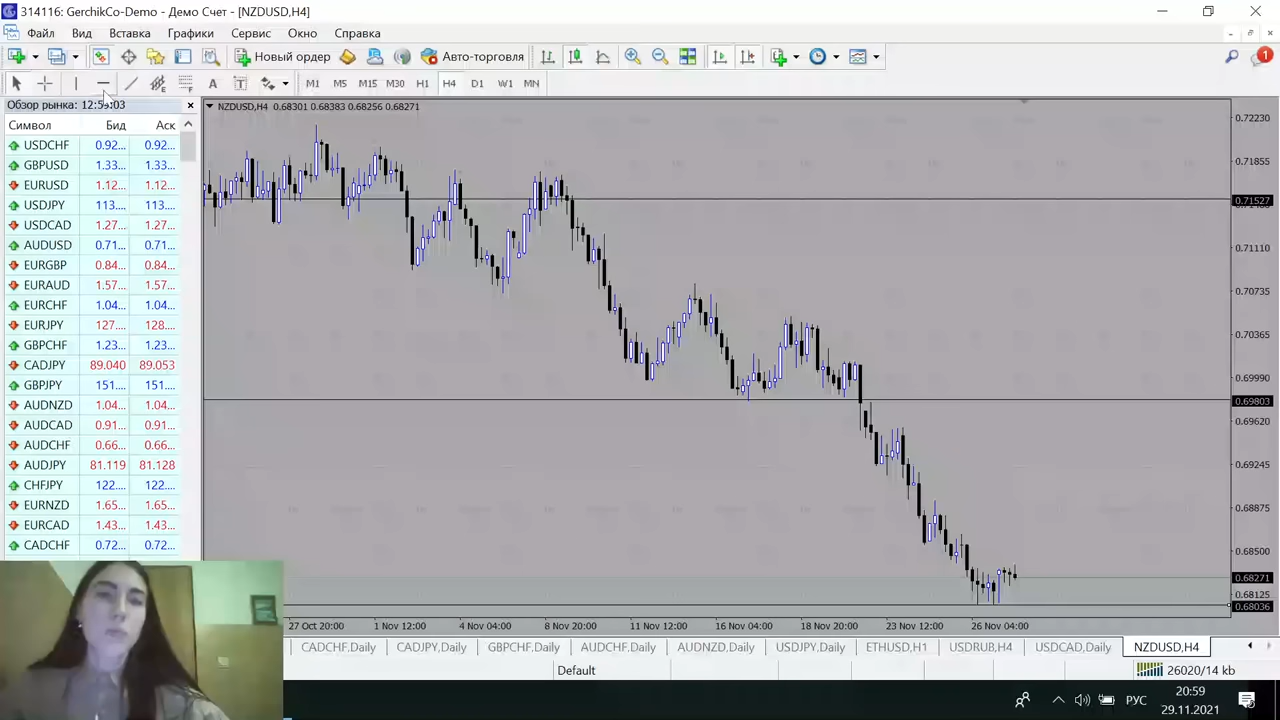 314116: GerchikCo-Demo - Демо Счет - [NZDUSD,H4]
Файл Вид Вставка Графики Сервис Окно Справка
Новый ордер Авто-торговля 1
A T M1 M5 M15 M30 H1 H4 D1 W1 MN
Обзор рынка: 12:59:03
Символ Бид Аск
USDCHF 0.92... 0.92...
GBPUSD 1.33... 1.33...
EURUSD 1.12... 1.12...
USDJPY 113.... 113....
USDCAD 1.27... 1.27...
AUDUSD 0.71... 0.71...
EURGBP 0.84... 0.84...
EURAUD 1.57... 1.57...
EURCHF 1.04... 1.04...
EURJPY 127.... 128....
GBPCHF 1.23... 1.23...
CADJPY 89.040 89.053
GBPJPY 151.... 151....
AUDNZD 1.04... 1.04...
AUDCAD 0.91... 0.91...
AUDCHF 0.66... 0.66...
AUDJPY 81.119 81.128
CHFJPY 122.... 122....
EURNZD 1.65... 1.65...
EURCAD 1.43... 1.43...
CADCHF 0.72... 0.72...
NZDUSD,H4 0.68301 0.68383 0.68256 0.68271
0.72230
0.71855
0.71527
0.71110
0.70735
0.70365
0.69990
0.69803
0.69620
0.69245
0.68875
0.68500
0.68271
0.68125
0.68036
27 Oct 20:00 1 Nov 12:00 4 Nov 04:00 8 Nov 20:00 11 Nov 12:00 16 Nov 04:00 18 Nov 20:00 23 Nov 12:00 26 Nov 04:00
CADCHF.Daily CADJPY.Daily GBPCHF.Daily AUDCHF.Daily AUDNZD.Daily USDJPY.Daily ETHUSD,H1 USDRUB,H4 USDCAD.Daily NZDUSD,H4
Default 26020/14 kb
РУС
20:59
29.11.2021